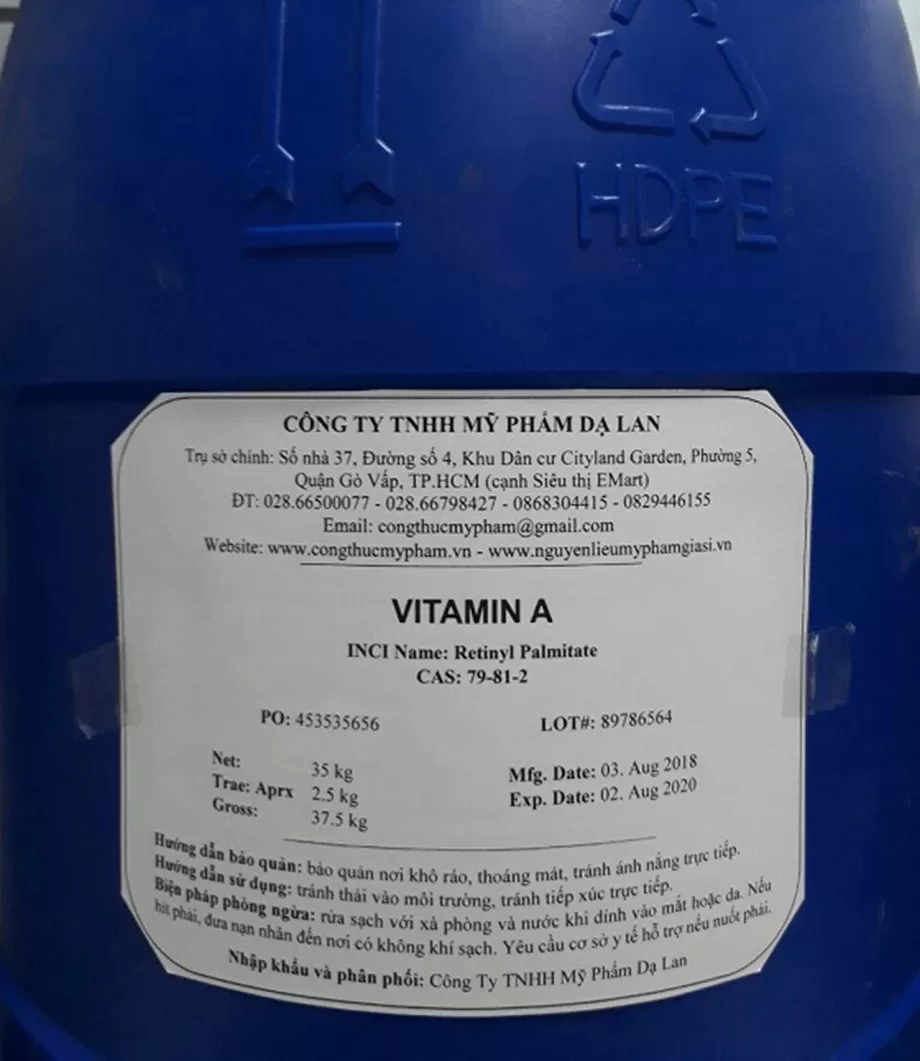 HDPE
CÔNG TY TNHH MỸ PHẨM DẠ LAN
Trụ sở chính: Số nhà 37, Đường số 4, Khu Dân cư Cityland Garden, Phường 5,
Quận Gò Vấp, TP.HCM (cạnh Siêu thị EMart)
ĐT: 028.66500077 - 028.66798427 - 0868304415 - 0829446155
Email: congthucmypham@gmail.com
Website: www.congthucmypham.vn - www.nguyenlieumyphamgiasi.vn
VITAMIN A
INCI Name: Retinyl Palmitate
CAS: 79-81-2
PO: 453535656 LOT#: 89786564
Net: 35 kg Mfg. Date: 03. Aug 2018
Trae: Aprx 2.5 kg Exp. Date: 02. Aug 2020
Gross: 37.5 kg
Hướng dẫn bảo quản: bảo quản nơi khô ráo, thoáng mát, tránh ánh nắng trực tiếp.
Hướng dẫn sử dụng: tránh thải vào môi trường, tránh tiếp xúc trực tiếp.
Biện pháp phòng ngừa: rửa sạch với xà phòng và nước khi dính vào mắt hoặc da. Nếu
hít phải, đưa nạn nhân đến nơi có không khí sạch. Yêu cầu cơ sở y tế hỗ trợ nếu nuốt phải.
Nhập khẩu và phân phối: Công Ty TNHH Mỹ Phẩm Dạ Lan